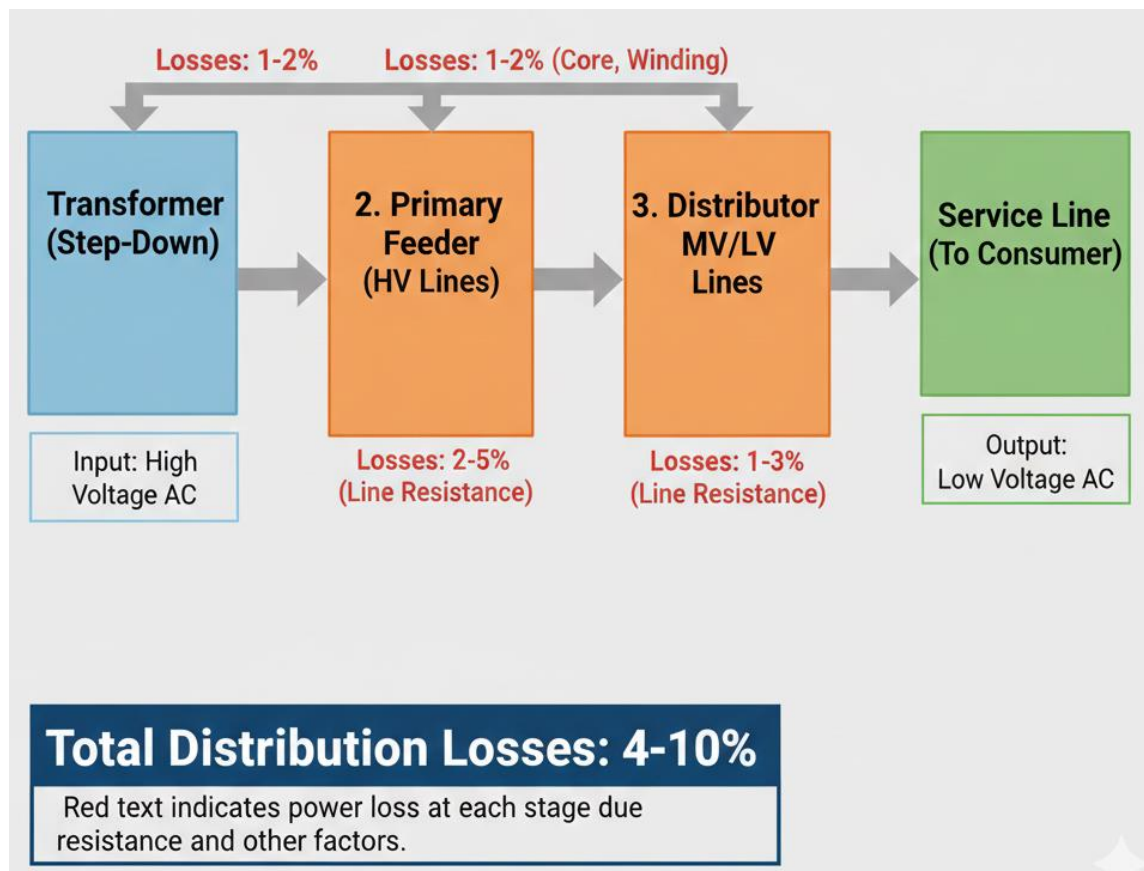 Losses: 1-2%
Losses: 1-2% (Core, Winding)
Transformer
(Step-Down)
2. Primary
Feeder
(HV Lines)
3. Distributor
MV/LV
Lines
Service Line
(To Consumer)
Input: High
Voltage AC
Losses: 2-5%
(Line Resistance)
Losses: 1-3%
(Line Resistance)
Output:
Low Voltage AC
Total Distribution Losses: 4-10%
Red text indicates power loss at each stage due
resistance and other factors.